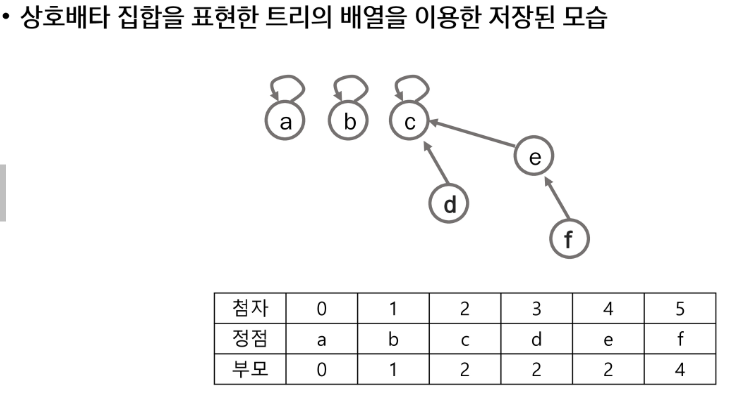 • 상호배타 집합을 표현한 트리의 배열을 이용한 저장된 모습
a b c
e
d
f
첨자 0 1 2 3 4 5
정점 a b c d e f
부모 0 1 2 2 2 4